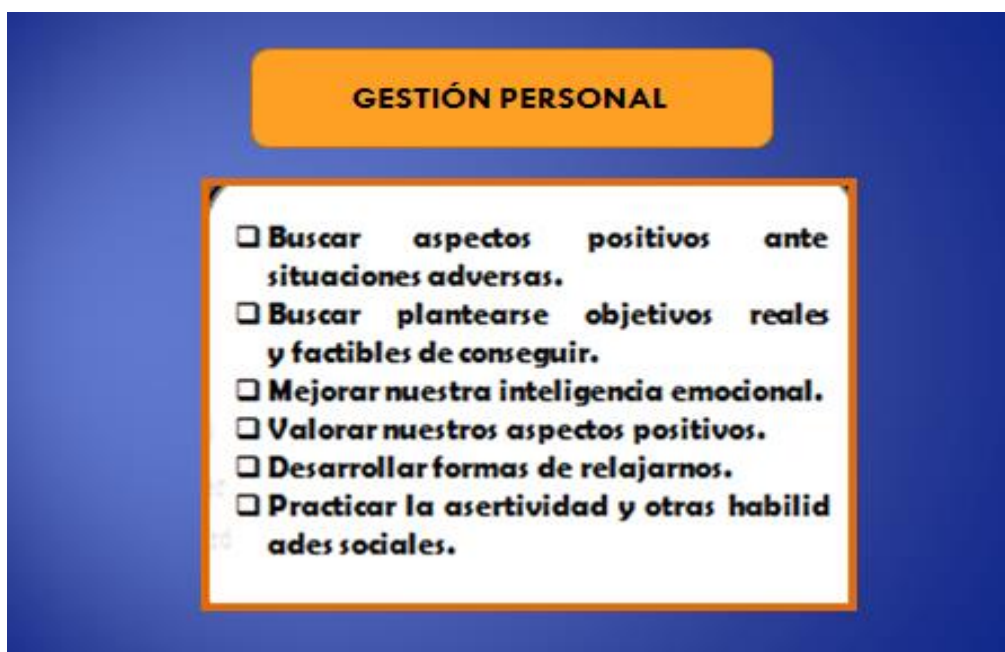 GESTIÓN PERSONAL
❑ Buscar aspectos positivos ante
situaciones adversas.
❑ Buscar plantearse objetivos reales
y factibles de conseguir.
❑ Mejorar nuestra inteligencia emocional.
❑ Valorar nuestros aspectos positivos.
❑ Desarrollar formas de relajarnos.
❑ Practicar la asertividad y otras habilid
ades sociales.